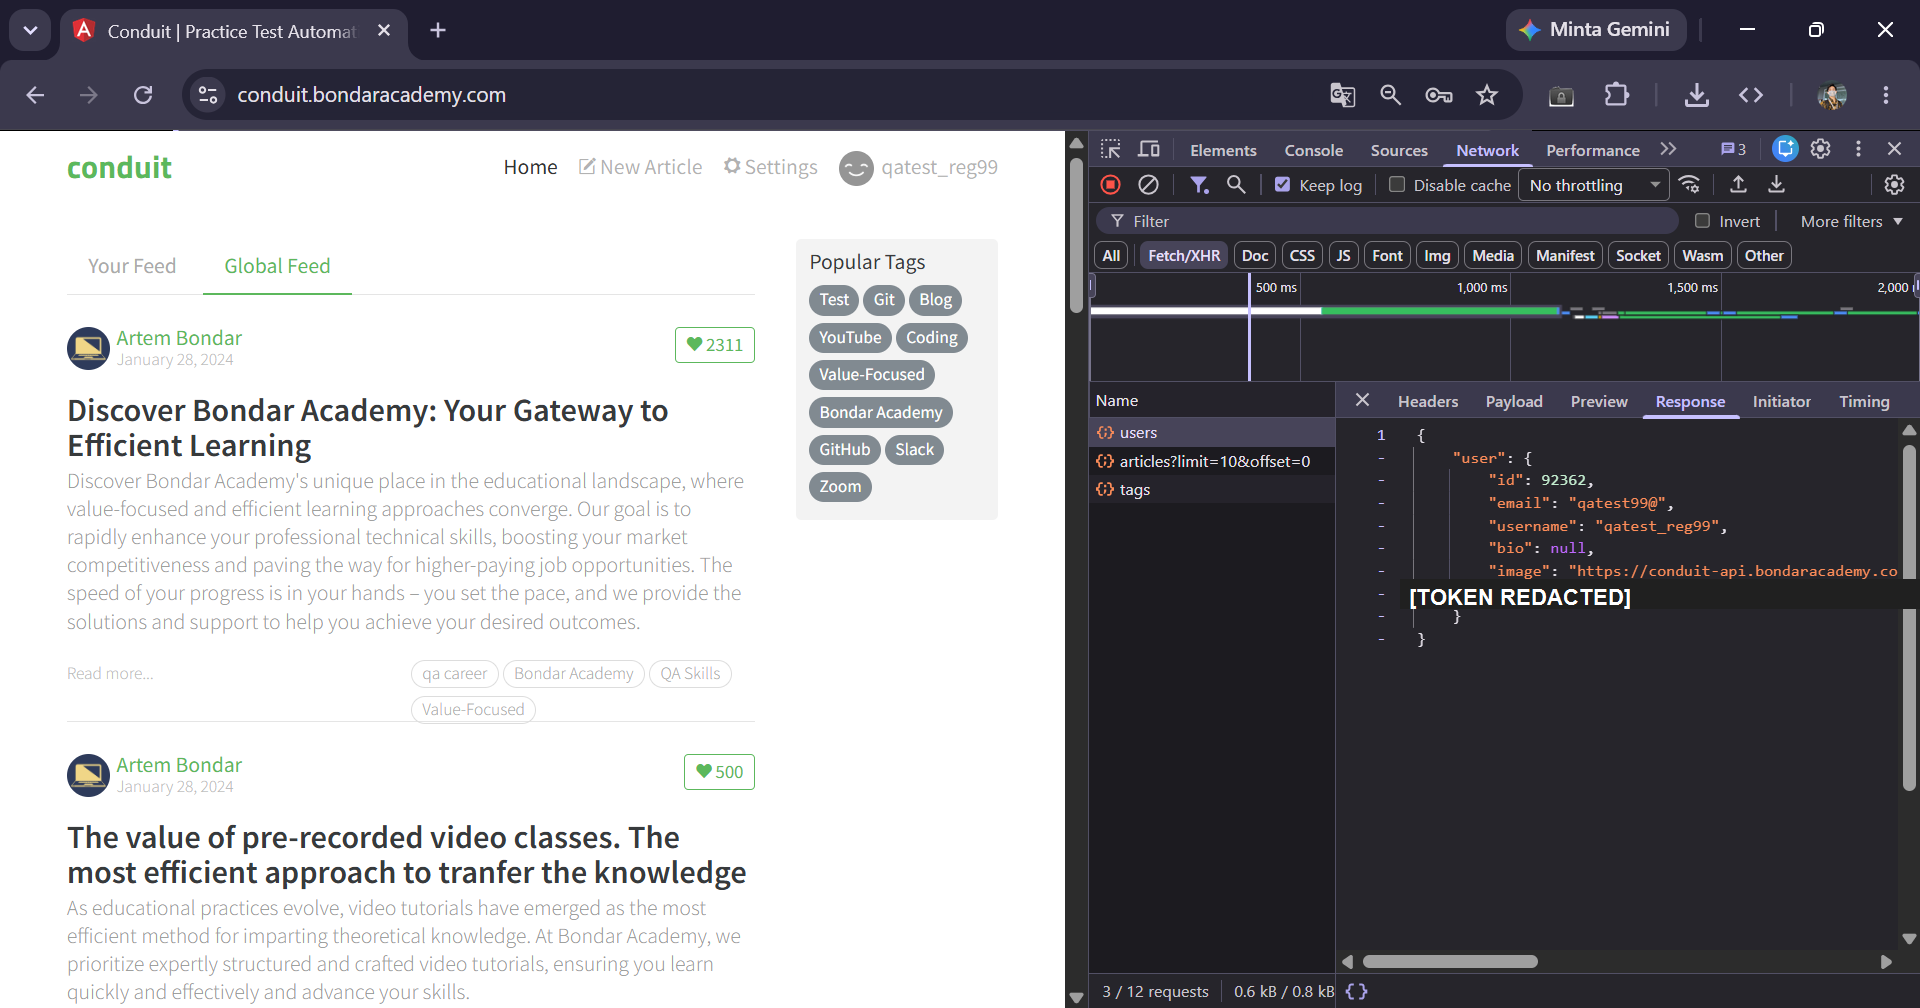 Conduit | Practice Test Automat
Minta Gemini
conduit.bondaracademy.com
conduit
Home
New Article
Settings
qatest_reg99
Your Feed
Global Feed
Artem Bondar
January 28, 2024
2311
Discover Bondar Academy: Your Gateway to
Efficient Learning
Discover Bondar Academy's unique place in the educational landscape, where
value-focused and efficient learning approaches converge. Our goal is to
rapidly enhance your professional technical skills, boosting your market
competitiveness and paving the way for higher-paying job opportunities. The
speed of your progress is in your hands – you set the pace, and we provide the
solutions and support to help you achieve your desired outcomes.
Read more...
qa career
Bondar Academy
QA Skills
Value-Focused
Artem Bondar
January 28, 2024
500
The value of pre-recorded video classes. The
most efficient approach to tranfer the knowledge
As educational practices evolve, video tutorials have emerged as the most
efficient method for imparting theoretical knowledge. At Bondar Academy, we
prioritize expertly structured and crafted video tutorials, ensuring you learn
quickly and effectively and advance your skills.
Popular Tags
Test Git Blog
YouTube Coding
Value-Focused
Bondar Academy
GitHub Slack
Zoom
Elements Console Sources Network Performance 3
Keep log Disable cache No throttling
Filter Invert More filters
All Fetch/XHR Doc CSS JS Font Img Media Manifest Socket Wasm Other
500 ms 1,000 ms 1,500 ms 2,000
Name
users
articles?limit=10&offset=0
tags
Headers Payload Preview Response Initiator Timing
1 {
- "user": {
- "id": 92362,
- "email": "qatest99@",
- "username": "qatest_reg99",
- "bio": null,
- "image": "https://conduit-api.bondaracademy.co
- [TOKEN REDACTED]
- }
- }
3 / 12 requests 0.6 kB / 0.8 kB {}